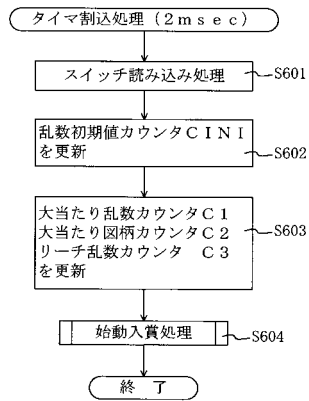 タイマ割込処理（２ｍｓｅｃ）
スイッチ読み込み処理
S601
乱数初期値カウンタＣＩＮＩ
を更新
S602
大当たり乱数カウンタＣ１
大当たり図柄カウンタＣ２
リーチ乱数カウンタ　Ｃ３
を更新
S603
始動入賞処理
S604
終　了